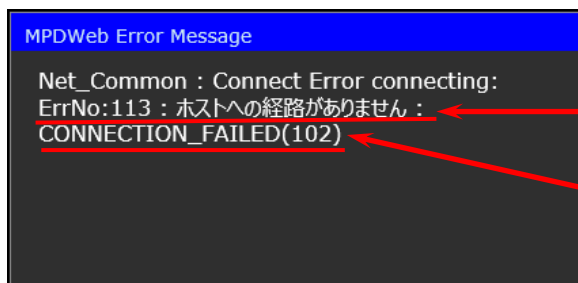 MPDWeb Error Message
Net_Common : Connect Error connecting:
ErrNo:113 : ホストへの経路がありません :
CONNECTION_FAILED(102)